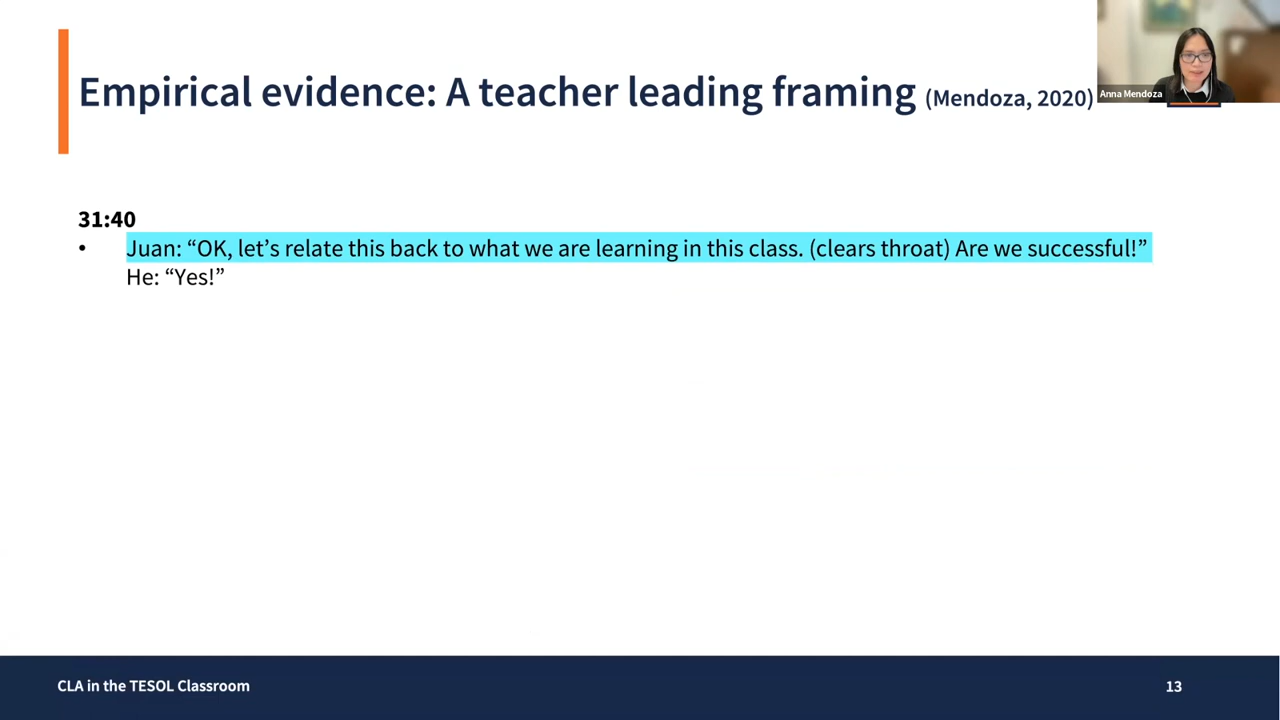 Empirical evidence: A teacher leading framing (Mendoza, 2020)
Anna Mendoza
31:40
• Juan: “OK, let’s relate this back to what we are learning in this class. (clears throat) Are we successful!”
He: “Yes!”
CLA in the TESOL Classroom
13